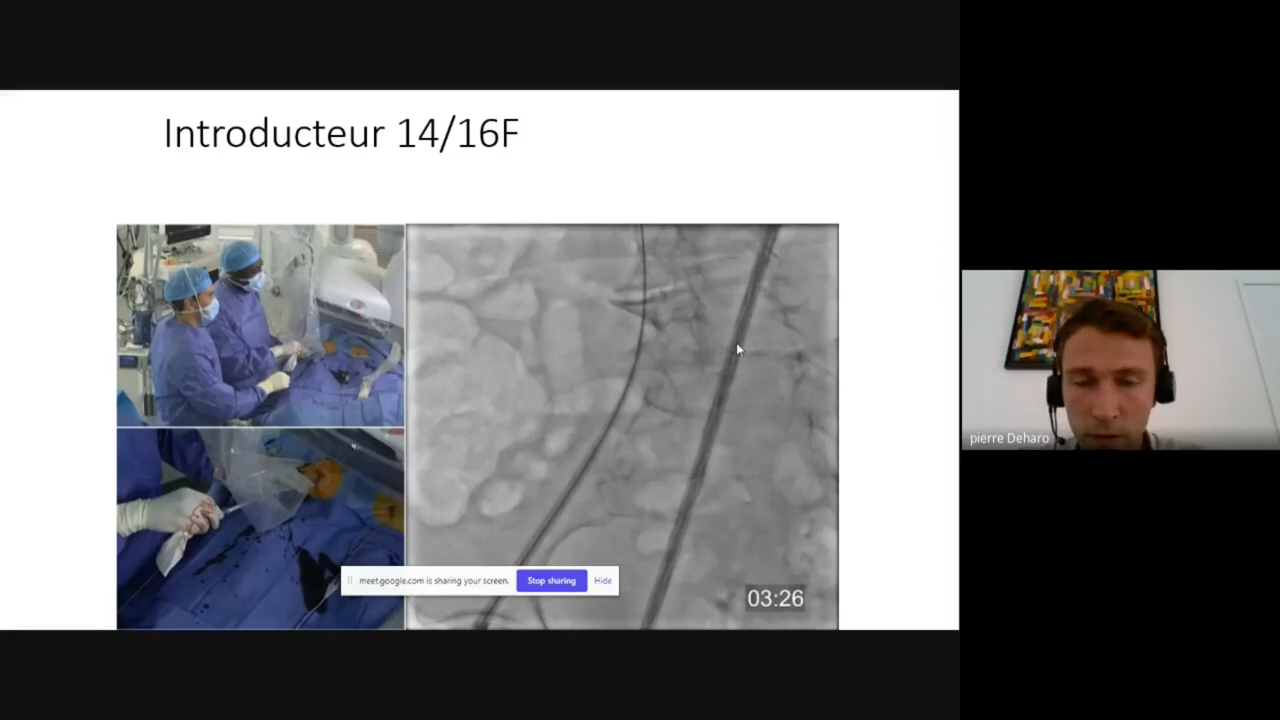 Introducteur 14/16F
meet.google.com is sharing your screen.
Stop sharing
Hide
03:26
pierre Deharo